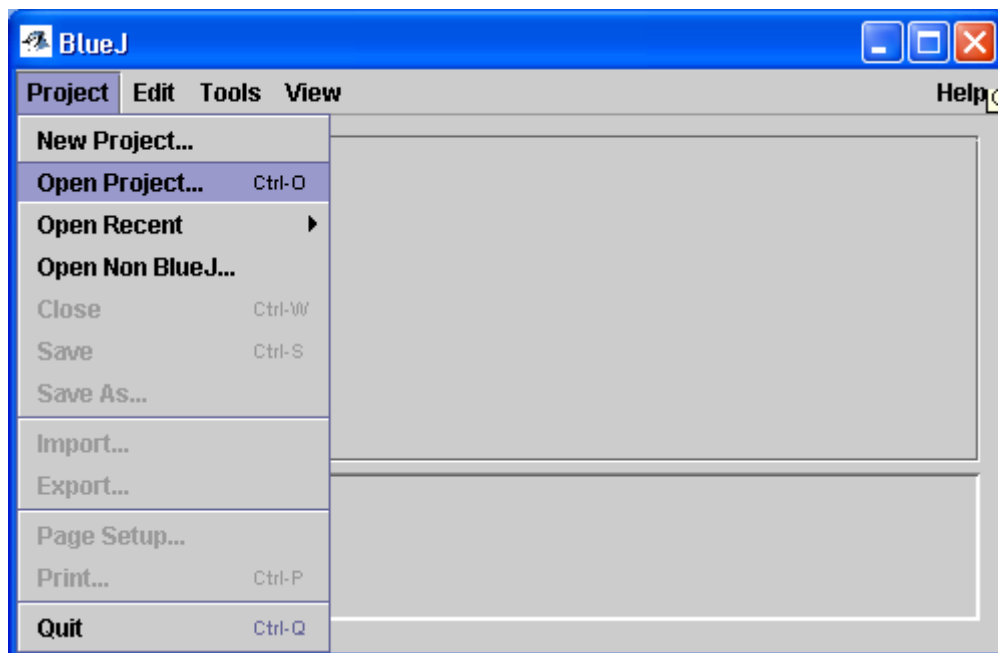 BlueJ
Project Edit Tools View Help
New Project...
Open Project... Ctrl-O
Open Recent
Open Non BlueJ...
Close Ctrl-W
Save Ctrl-S
Save As...
Import...
Export...
Page Setup...
Print... Ctrl-P
Quit Ctrl-Q